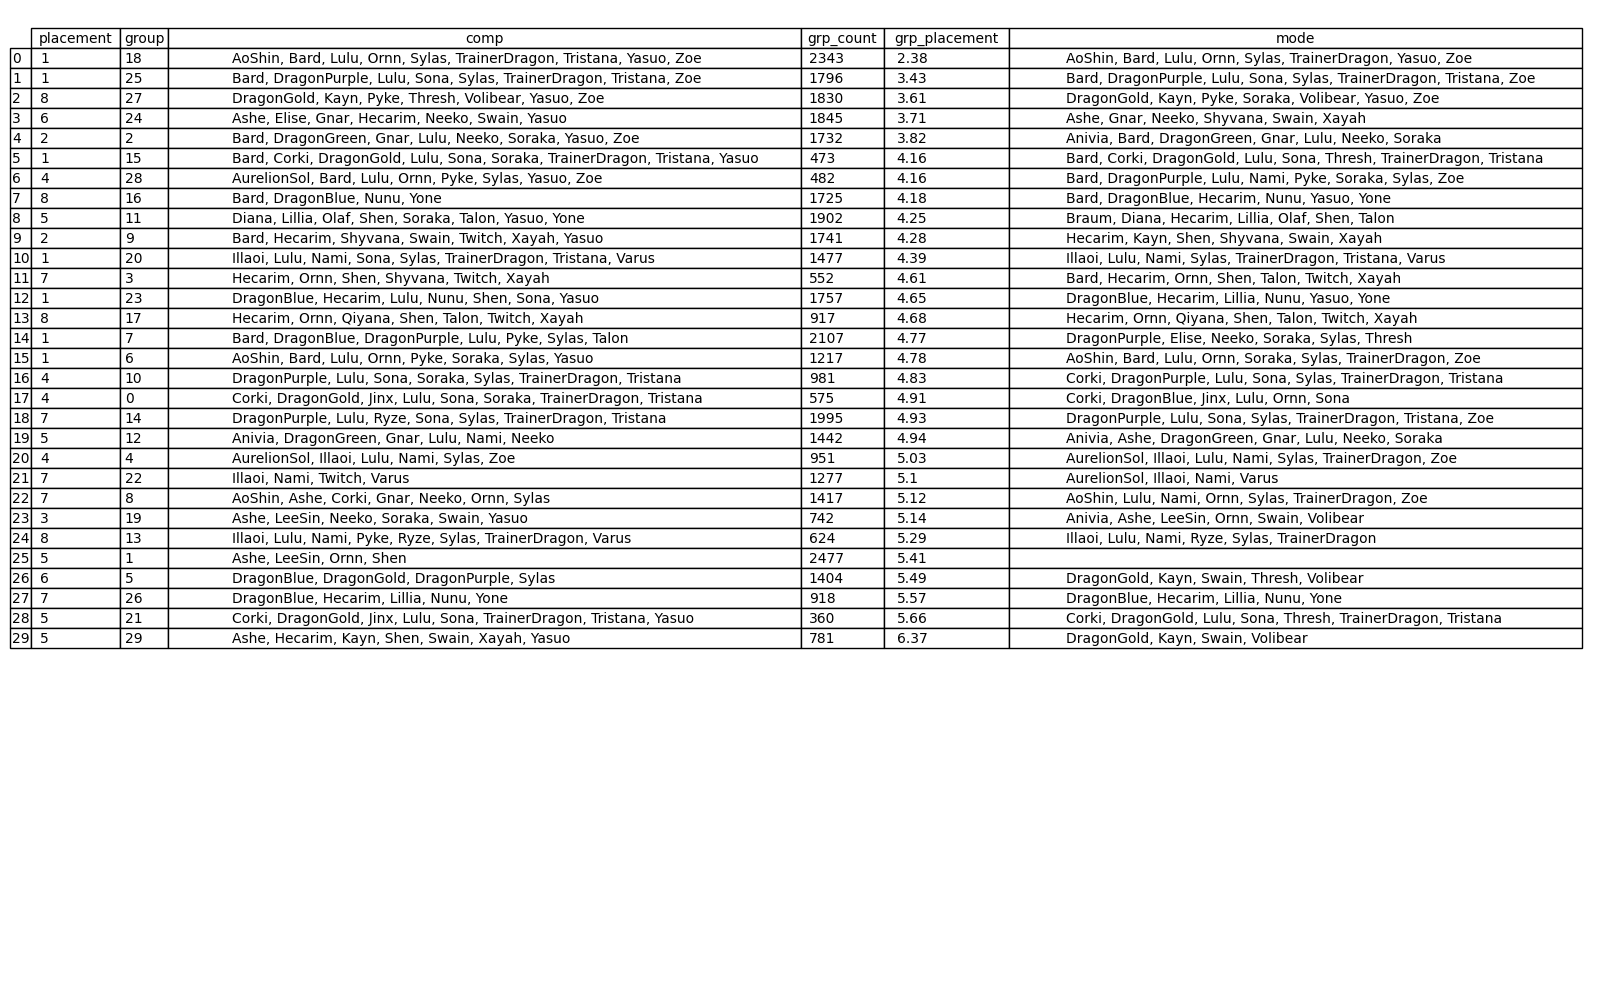 placement group comp grp_count grp_placement mode
0 1 18 AoShin, Bard, Lulu, Ornn, Sylas, TrainerDragon, Tristana, Yasuo, Zoe 2343 2.38 AoShin, Bard, Lulu, Ornn, Sylas, TrainerDragon, Yasuo, Zoe
1 1 25 Bard, DragonPurple, Lulu, Sona, Sylas, TrainerDragon, Tristana, Zoe 1796 3.43 Bard, DragonPurple, Lulu, Sona, Sylas, TrainerDragon, Tristana, Zoe
2 8 27 DragonGold, Kayn, Pyke, Thresh, Volibear, Yasuo, Zoe 1830 3.61 DragonGold, Kayn, Pyke, Soraka, Volibear, Yasuo, Zoe
3 6 24 Ashe, Elise, Gnar, Hecarim, Neeko, Swain, Yasuo 1845 3.71 Ashe, Gnar, Neeko, Shyvana, Swain, Xayah
4 2 2 Bard, DragonGreen, Gnar, Lulu, Neeko, Soraka, Yasuo, Zoe 1732 3.82 Anivia, Bard, DragonGreen, Gnar, Lulu, Neeko, Soraka
5 1 15 Bard, Corki, DragonGold, Lulu, Sona, Soraka, TrainerDragon, Tristana, Yasuo 473 4.16 Bard, Corki, DragonGold, Lulu, Sona, Thresh, TrainerDragon, Tristana
6 4 28 AurelionSol, Bard, Lulu, Ornn, Pyke, Sylas, Yasuo, Zoe 482 4.16 Bard, DragonPurple, Lulu, Nami, Pyke, Soraka, Sylas, Zoe
7 8 16 Bard, DragonBlue, Nunu, Yone 1725 4.18 Bard, DragonBlue, Hecarim, Nunu, Yasuo, Yone
8 5 11 Diana, Lillia, Olaf, Shen, Soraka, Talon, Yasuo, Yone 1902 4.25 Braum, Diana, Hecarim, Lillia, Olaf, Shen, Talon
9 2 9 Bard, Hecarim, Shyvana, Swain, Twitch, Xayah, Yasuo 1741 4.28 Hecarim, Kayn, Shen, Shyvana, Swain, Xayah
10 1 20 Illaoi, Lulu, Nami, Sona, Sylas, TrainerDragon, Tristana, Varus 1477 4.39 Illaoi, Lulu, Nami, Sylas, TrainerDragon, Tristana, Varus
11 7 3 Hecarim, Ornn, Shen, Shyvana, Twitch, Xayah 552 4.61 Bard, Hecarim, Ornn, Shen, Talon, Twitch, Xayah
12 1 23 DragonBlue, Hecarim, Lulu, Nunu, Shen, Sona, Yasuo 1757 4.65 DragonBlue, Hecarim, Lillia, Nunu, Yasuo, Yone
13 8 17 Hecarim, Ornn, Qiyana, Shen, Talon, Twitch, Xayah 917 4.68 Hecarim, Ornn, Qiyana, Shen, Talon, Twitch, Xayah
14 1 7 Bard, DragonBlue, DragonPurple, Lulu, Pyke, Sylas, Talon 2107 4.77 DragonPurple, Elise, Neeko, Soraka, Sylas, Thresh
15 1 6 AoShin, Bard, Lulu, Ornn, Pyke, Soraka, Sylas, Yasuo 1217 4.78 AoShin, Bard, Lulu, Ornn, Soraka, Sylas, TrainerDragon, Zoe
16 4 10 DragonPurple, Lulu, Sona, Soraka, Sylas, TrainerDragon, Tristana 981 4.83 Corki, DragonPurple, Lulu, Sona, Sylas, TrainerDragon, Tristana
17 4 0 Corki, DragonGold, Jinx, Lulu, Sona, Soraka, TrainerDragon, Tristana 575 4.91 Corki, DragonBlue, Jinx, Lulu, Ornn, Sona
18 7 14 DragonPurple, Lulu, Ryze, Sona, Sylas, TrainerDragon, Tristana 1995 4.93 DragonPurple, Lulu, Sona, Sylas, TrainerDragon, Tristana, Zoe
19 5 12 Anivia, DragonGreen, Gnar, Lulu, Nami, Neeko 1442 4.94 Anivia, Ashe, DragonGreen, Gnar, Lulu, Neeko, Soraka
20 4 4 AurelionSol, Illaoi, Lulu, Nami, Sylas, Zoe 951 5.03 AurelionSol, Illaoi, Lulu, Nami, Sylas, TrainerDragon, Zoe
21 7 22 Illaoi, Nami, Twitch, Varus 1277 5.1 AurelionSol, Illaoi, Nami, Varus
22 7 8 AoShin, Ashe, Corki, Gnar, Neeko, Ornn, Sylas 1417 5.12 AoShin, Lulu, Nami, Ornn, Sylas, TrainerDragon, Zoe
23 3 19 Ashe, LeeSin, Neeko, Soraka, Swain, Yasuo 742 5.14 Anivia, Ashe, LeeSin, Ornn, Swain, Volibear
24 8 13 Illaoi, Lulu, Nami, Pyke, Ryze, Sylas, TrainerDragon, Varus 624 5.29 Illaoi, Lulu, Nami, Ryze, Sylas, TrainerDragon
25 5 1 Ashe, LeeSin, Ornn, Shen 2477 5.41
26 6 5 DragonBlue, DragonGold, DragonPurple, Sylas 1404 5.49 DragonGold, Kayn, Swain, Thresh, Volibear
27 7 26 DragonBlue, Hecarim, Lillia, Nunu, Yone 918 5.57 DragonBlue, Hecarim, Lillia, Nunu, Yone
28 5 21 Corki, DragonGold, Jinx, Lulu, Sona, TrainerDragon, Tristana, Yasuo 360 5.66 Corki, DragonGold, Lulu, Sona, Thresh, TrainerDragon, Tristana
29 5 29 Ashe, Hecarim, Kayn, Shen, Swain, Xayah, Yasuo 781 6.37 DragonGold, Kayn, Swain, Volibear